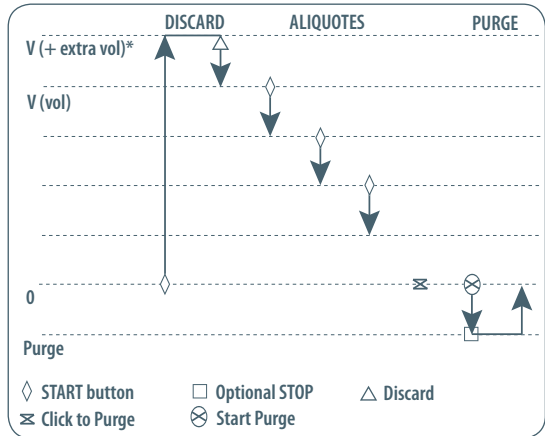 DISCARD ALIQUOTES PURGE
V (+ extra vol)*
V (vol)
0
Purge
START button Optional STOP Discard
Click to Purge Start Purge